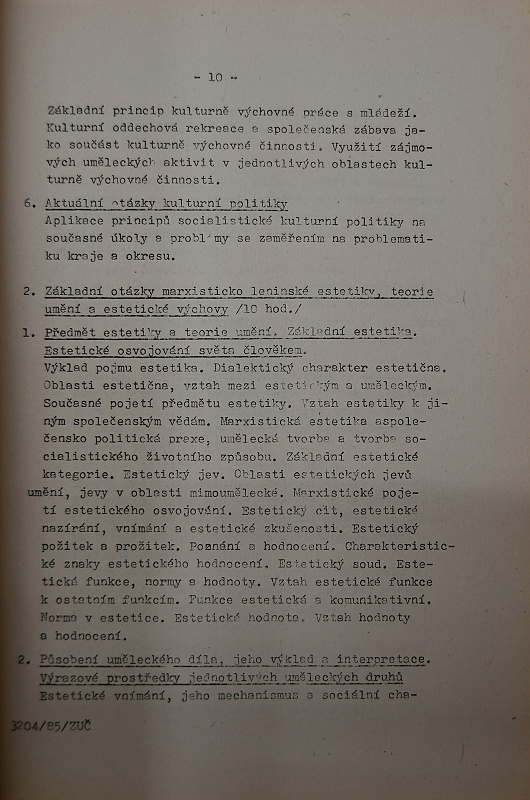 - 10 -
Základní princip kulturně výchovné práce s mládeží.
Kulturní oddechová rekreace a společenská zábava ja-
ko součást kulturně výchovné činnosti. Využití zájmo-
vých uměleckých aktivit v jednotlivých oblastech kul-
turně výchovné činnosti.
6. Aktuální otázky kulturní politiky
Aplikace principů socialistické kulturní politiky na
současné úkoly a problémy se zaměřením na problemati-
ku kraje a okresu.
2. Základní otázky marxisticko leninské estetiky, teorie
umění a estetické výchovy /10 hod./
1. Předmět estetiky a teorie umění. Základní estetika.
Estetické osvojování světa člověkem.
Výklad pojmu estetika. Dialektický charakter estetična.
Oblasti estetična, vztah mezi estetickým a uměleckým.
Současné pojetí předmětu estetiky. Vztah estetiky k ji-
ným společenským vědám. Marxistická estetika aspole-
čensko politická praxe, umělecká tvorba a tvorba so-
cialistického životního způsobu. Základní estetické
kategorie. Estetický jev. Oblasti estetických jevů
umění, jevy v oblasti mimoumělecké. Marxistické poje-
tí estetického osvojování. Estetický cit, estetické
nazírání, vnímání a estetické zkušenosti. Estetický
požitek a prožitek. Poznání a hodnocení. Charakteristic-
ké znaky estetického hodnocení. Estetický soud. Este-
tická funkce, normy a hodnoty. Vztah estetické funkce
k ostatním funkcím. Funkce estetická a komunikativní.
Norma v estetice. Estetická hodnota. Vztah hodnoty
a hodnocení.
2. Působení uměleckého díla, jeho výklad a interpretace.
Výrazové prostředky jednotlivých uměleckých druhů
Estetické vnímání, jeho mechanismus a sociální cha-
3204/85/ZUČ